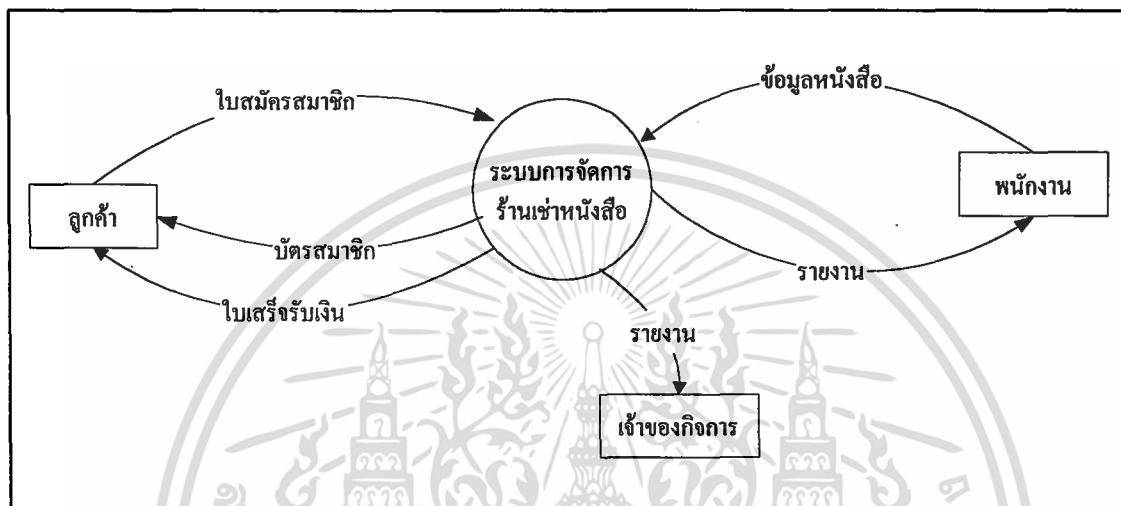 ใบสมัครสมาชิก
ข้อมูลหนังสือ
ระบบการจัดการ
ร้านเช่าหนังสือ
ลูกค้า
พนักงาน
บัตรสมาชิก
รายงาน
ใบเสร็จรับเงิน
รายงาน
เจ้าของกิจการ